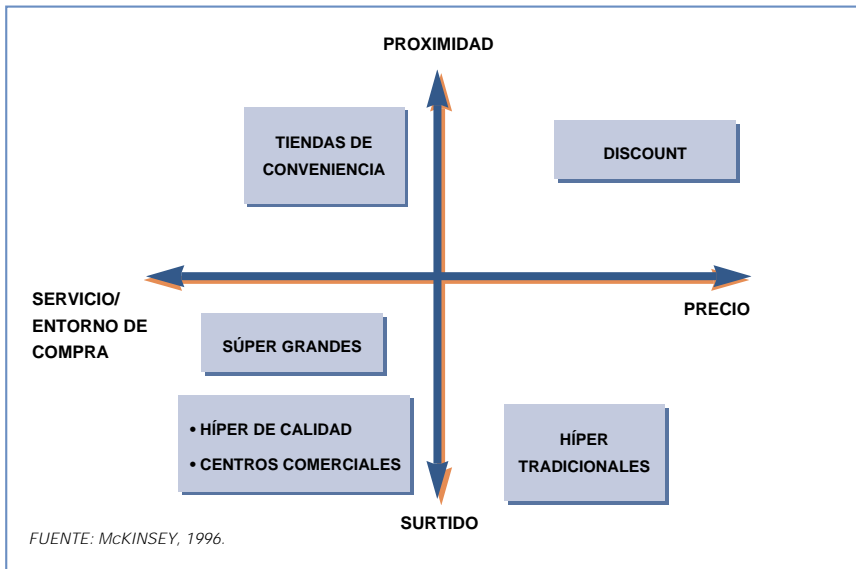 PROXIMIDAD
TIENDAS DE
CONVENIENCIA
DISCOUNT
SERVICIO/
ENTORNO DE
COMPRA
PRECIO
SÚPER GRANDES
• HÍPER DE CALIDAD
• CENTROS COMERCIALES
HÍPER
TRADICIONALES
SURTIDO
FUENTE: McKINSEY, 1996.